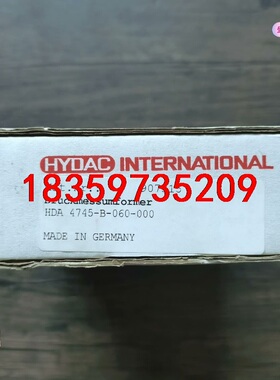 HYDAC INTERNATIONAL
18359735209
Druckmessumformer
HDA 4745-B-060-000
MADE IN GERMANY